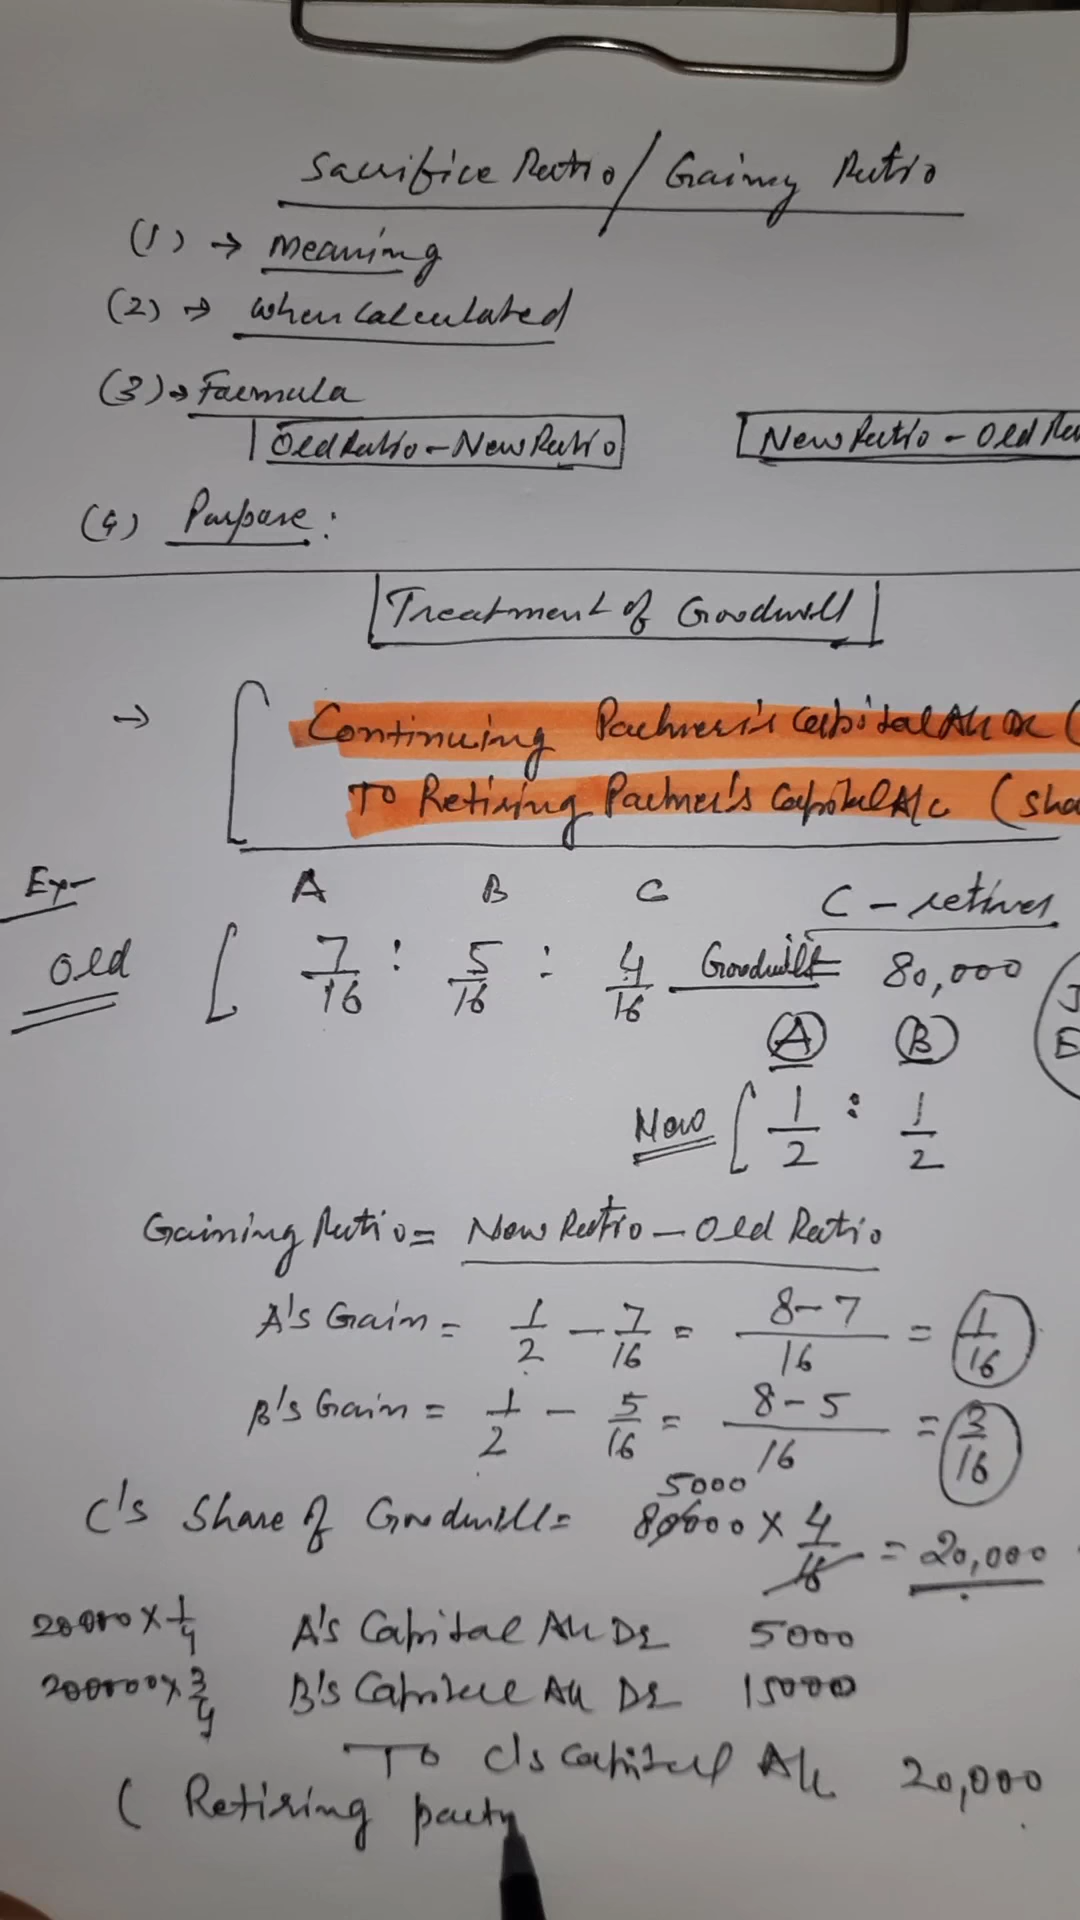 Sacrifice Ratio / Gaining Ratio
(1) → Meaning
(2) → when calculated
(3) → Formula
Old Ratio - New Ratio
New Ratio - Old Ra
(4) Purpose :
Treatment of Goodwill
→ Continuing Partner's Capital A/c Dr (
To Retiring Partner's Capital A/c (sha
Ex- A B C C - retires
Old [ 7/16 : 5/16 : 4/16 Goodwill = 80,000
J
E
A B
New [ 1/2 : 1/2
Gaining Ratio = New Ratio - Old Ratio
A's Gain = 1/2 - 7/16 = 8-7/16 = 1/16
B's Gain = 1/2 - 5/16 = 8-5/16 = 3/16
5000
C's Share of Goodwill = 80000 × 4/16 = 20,000
20000 × 1/4 A's Capital A/c Dr 5000
200000 × 3/4 B's Capital A/c Dr 15000
To C's Capital A/c 20,000
( Retiring partn